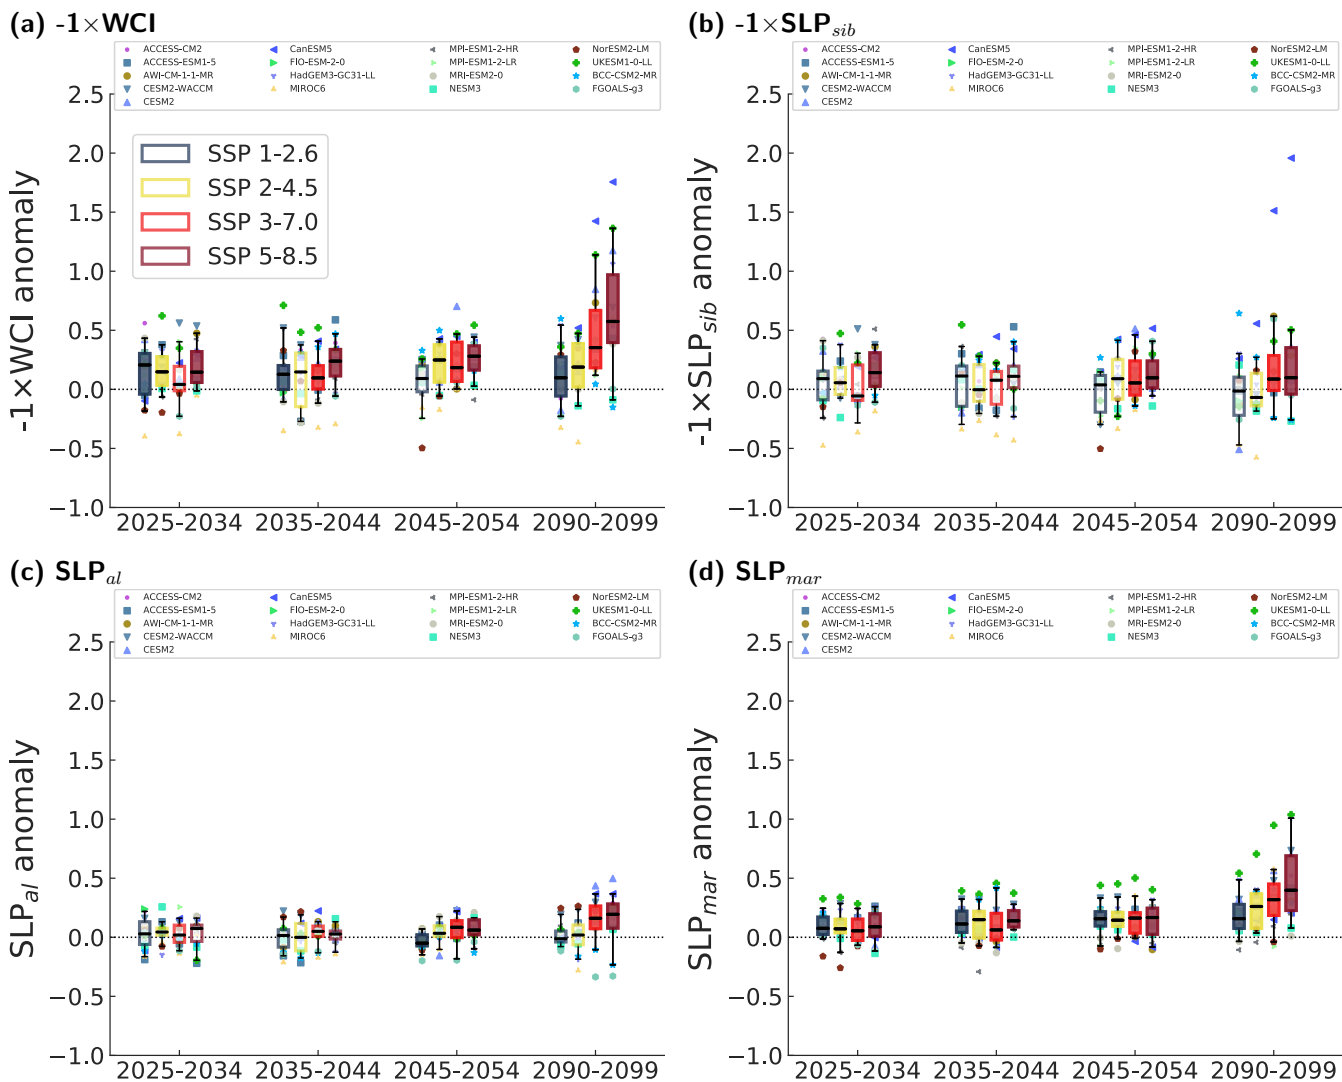 (a) -1×WCI
ACCESS-CM2 CanESM5 MPI-ESM1-2-HR NorESM2-LM
ACCESS-ESM1-5 FIO-ESM-2-0 MPI-ESM1-2-LR UKESM1-0-LL
AWI-CM-1-1-MR HadGEM3-GC31-LL MRI-ESM2-0 BCC-CSM2-MR
CESM2-WACCM MIROC6 NESM3 FGOALS-g3
CESM2
2.5
2.0
1.5
1.0
0.5
0.0
−0.5
−1.0
-1×WCI anomaly
SSP 1-2.6
SSP 2-4.5
SSP 3-7.0
SSP 5-8.5
2025-2034 2035-2044 2045-2054 2090-2099
(b) -1×SLP_sib
ACCESS-CM2 CanESM5 MPI-ESM1-2-HR NorESM2-LM
ACCESS-ESM1-5 FIO-ESM-2-0 MPI-ESM1-2-LR UKESM1-0-LL
AWI-CM-1-1-MR HadGEM3-GC31-LL MRI-ESM2-0 BCC-CSM2-MR
CESM2-WACCM MIROC6 NESM3 FGOALS-g3
CESM2
2.5
2.0
1.5
1.0
0.5
0.0
−0.5
−1.0
-1×SLP_sib anomaly
2025-2034 2035-2044 2045-2054 2090-2099
(c) SLP_al
ACCESS-CM2 CanESM5 MPI-ESM1-2-HR NorESM2-LM
ACCESS-ESM1-5 FIO-ESM-2-0 MPI-ESM1-2-LR UKESM1-0-LL
AWI-CM-1-1-MR HadGEM3-GC31-LL MRI-ESM2-0 BCC-CSM2-MR
CESM2-WACCM MIROC6 NESM3 FGOALS-g3
CESM2
2.5
2.0
1.5
1.0
0.5
0.0
−0.5
−1.0
SLP_al anomaly
2025-2034 2035-2044 2045-2054 2090-2099
(d) SLP_mar
ACCESS-CM2 CanESM5 MPI-ESM1-2-HR NorESM2-LM
ACCESS-ESM1-5 FIO-ESM-2-0 MPI-ESM1-2-LR UKESM1-0-LL
AWI-CM-1-1-MR HadGEM3-GC31-LL MRI-ESM2-0 BCC-CSM2-MR
CESM2-WACCM MIROC6 NESM3 FGOALS-g3
CESM2
2.5
2.0
1.5
1.0
0.5
0.0
−0.5
−1.0
SLP_mar anomaly
2025-2034 2035-2044 2045-2054 2090-2099